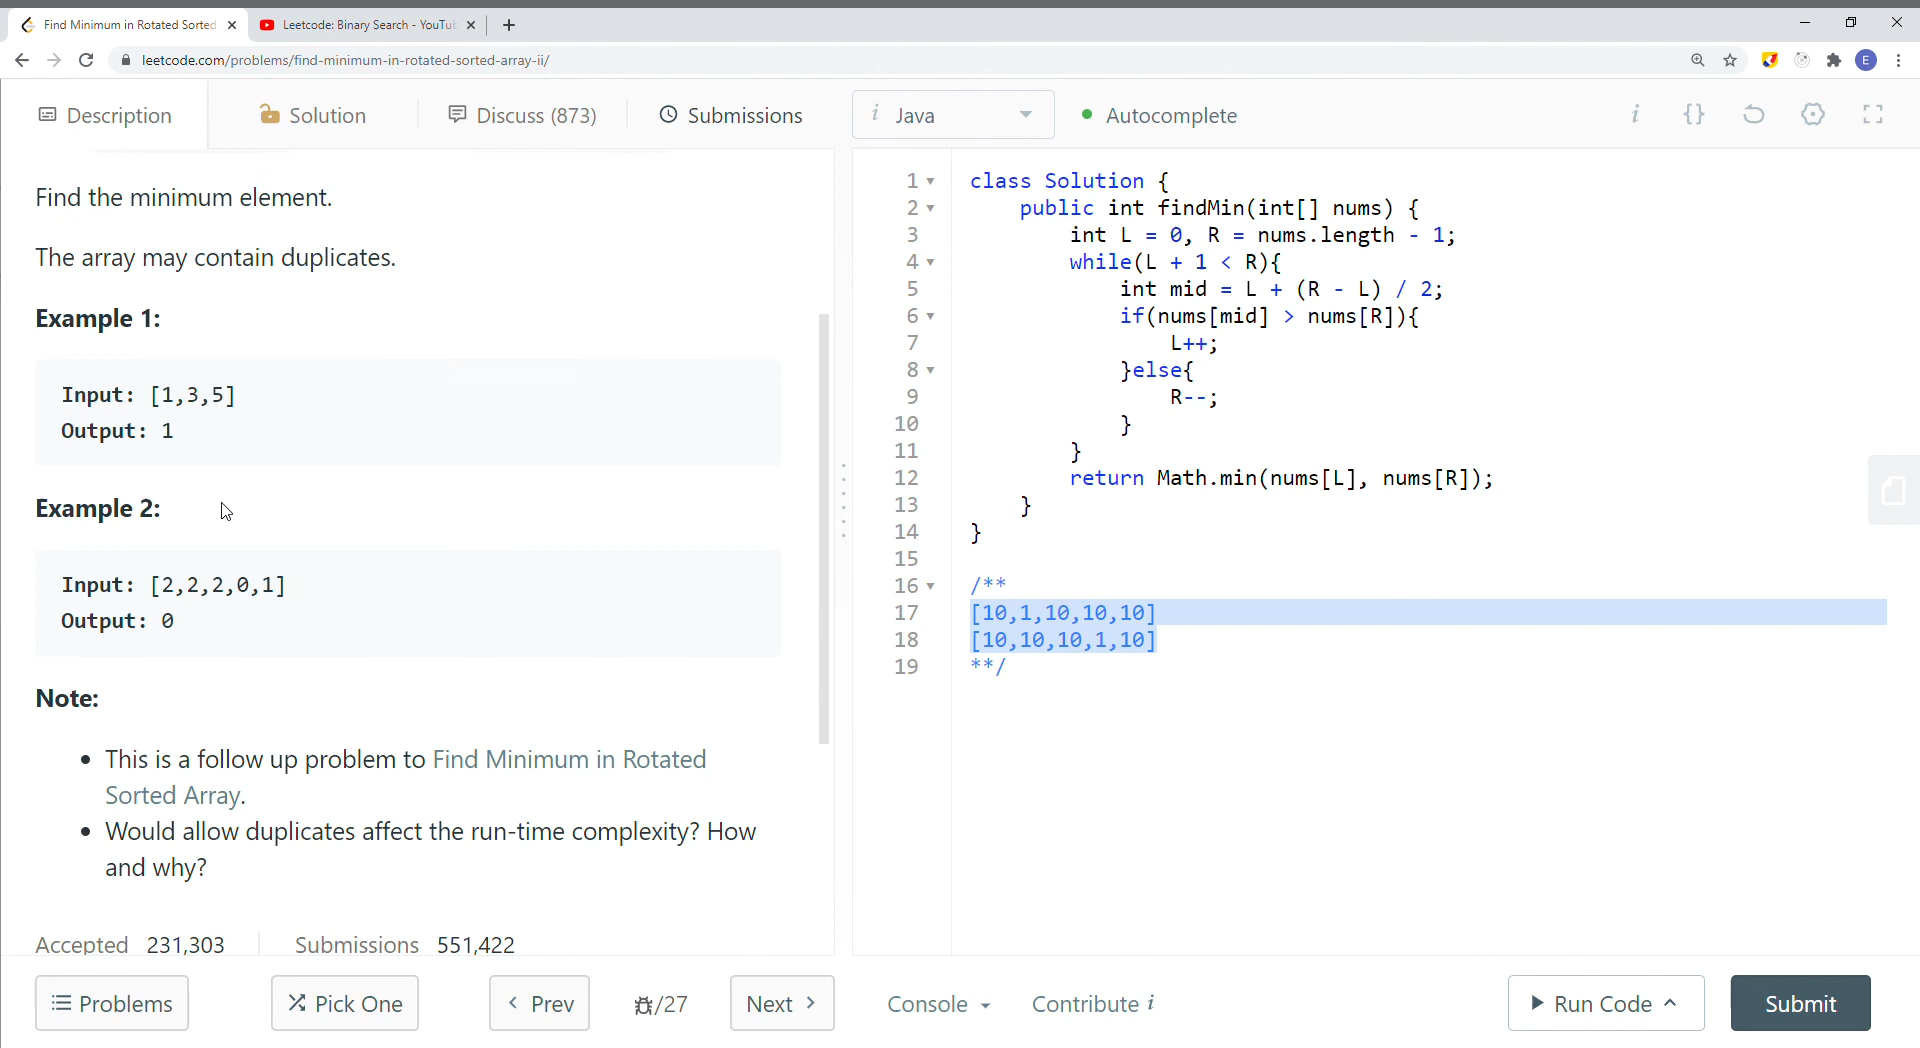 Find Minimum in Rotated Sorted
Leetcode: Binary Search - YouTub
leetcode.com/problems/find-minimum-in-rotated-sorted-array-ii/
E
Description
Solution
Discuss (873)
Submissions
i Java
Autocomplete
i
{}
Find the minimum element.
The array may contain duplicates.
Example 1:
Input: [1,3,5]
Output: 1
Example 2:
Input: [2,2,2,0,1]
Output: 0
Note:
This is a follow up problem to Find Minimum in Rotated
Sorted Array.
Would allow duplicates affect the run-time complexity? How
and why?
Accepted 231,303
Submissions 551,422
1 class Solution {
2     public int findMin(int[] nums) {
3         int L = 0, R = nums.length - 1;
4         while(L + 1 < R){
5             int mid = L + (R - L) / 2;
6             if(nums[mid] > nums[R]){
7                 L++;
8             }else{
9                 R--;
10             }
11         }
12         return Math.min(nums[L], nums[R]);
13     }
14 }
15
16 /**
17 [10,1,10,10,10]
18 [10,10,10,1,10]
19 **/
Problems
Pick One
Prev
/27
Next
Console
Contribute i
Run Code
Submit